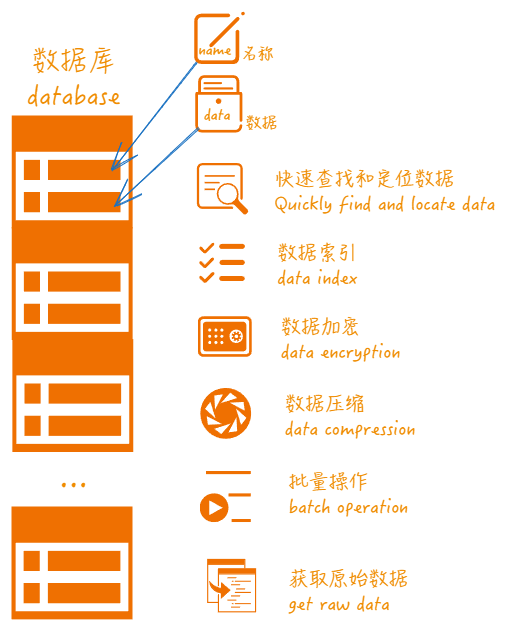 数据库
database
name
名称
data
数据
快速查找和定位数据
Quickly find and locate data
数据索引
data index
数据加密
data encryption
数据压缩
data compression
批量操作
batch operation
...
获取原始数据
get raw data